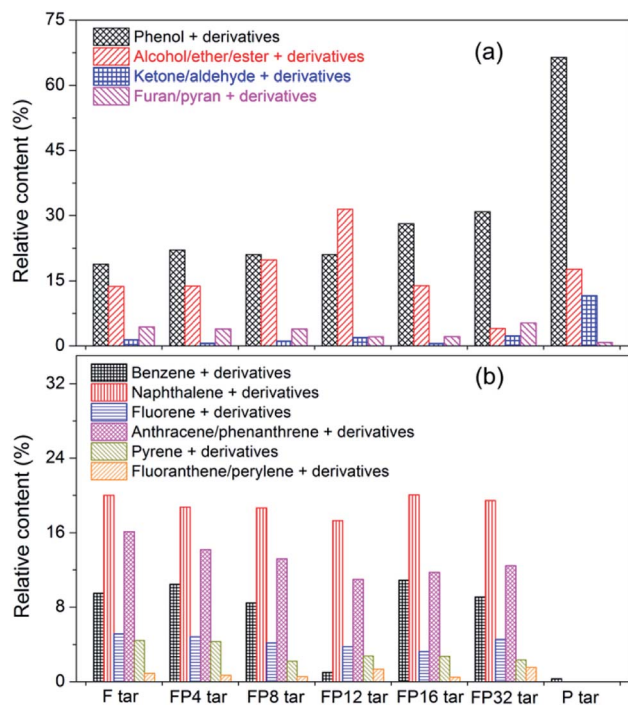 75
60
45
30
15
0
Relative content (%)
Phenol + derivatives
Alcohol/ether/ester + derivatives
Ketone/aldehyde + derivatives
Furan/pyran + derivatives
(a)
32
24
16
8
0
Relative content (%)
Benzene + derivatives
Naphthalene + derivatives
Fluorene + derivatives
Anthracene/phenanthrene + derivatives
Pyrene + derivatives
Fluoranthene/perylene + derivatives
(b)
F tar FP4 tar FP8 tar FP12 tar FP16 tar FP32 tar P tar